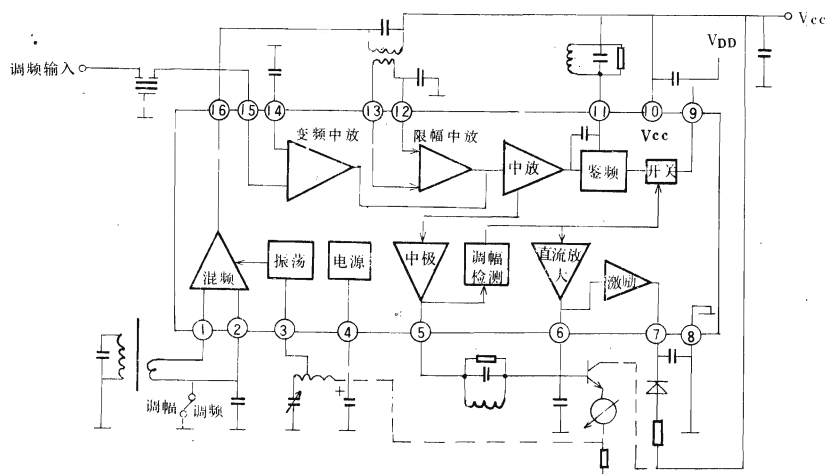 Vcc
VDD
调频输入
16
15
14
13
12
11
10
9
变频中放
限幅中放
Vcc
中放
鉴频
开关
混频
振荡
电源
中极
调幅
检测
直流放
大
激励
1
2
3
4
5
6
7
8
调幅
调频
+